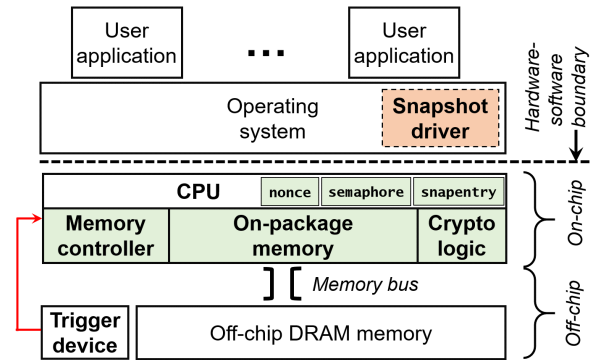 User
application
...
User
application
Operating
system
Snapshot
driver
Hardware-
software
boundary
CPU
nonce
semaphore
snapentry
Memory
controller
On-package
memory
Crypto
logic
On-chip
Memory bus
Trigger
device
Off-chip DRAM memory
Off-chip